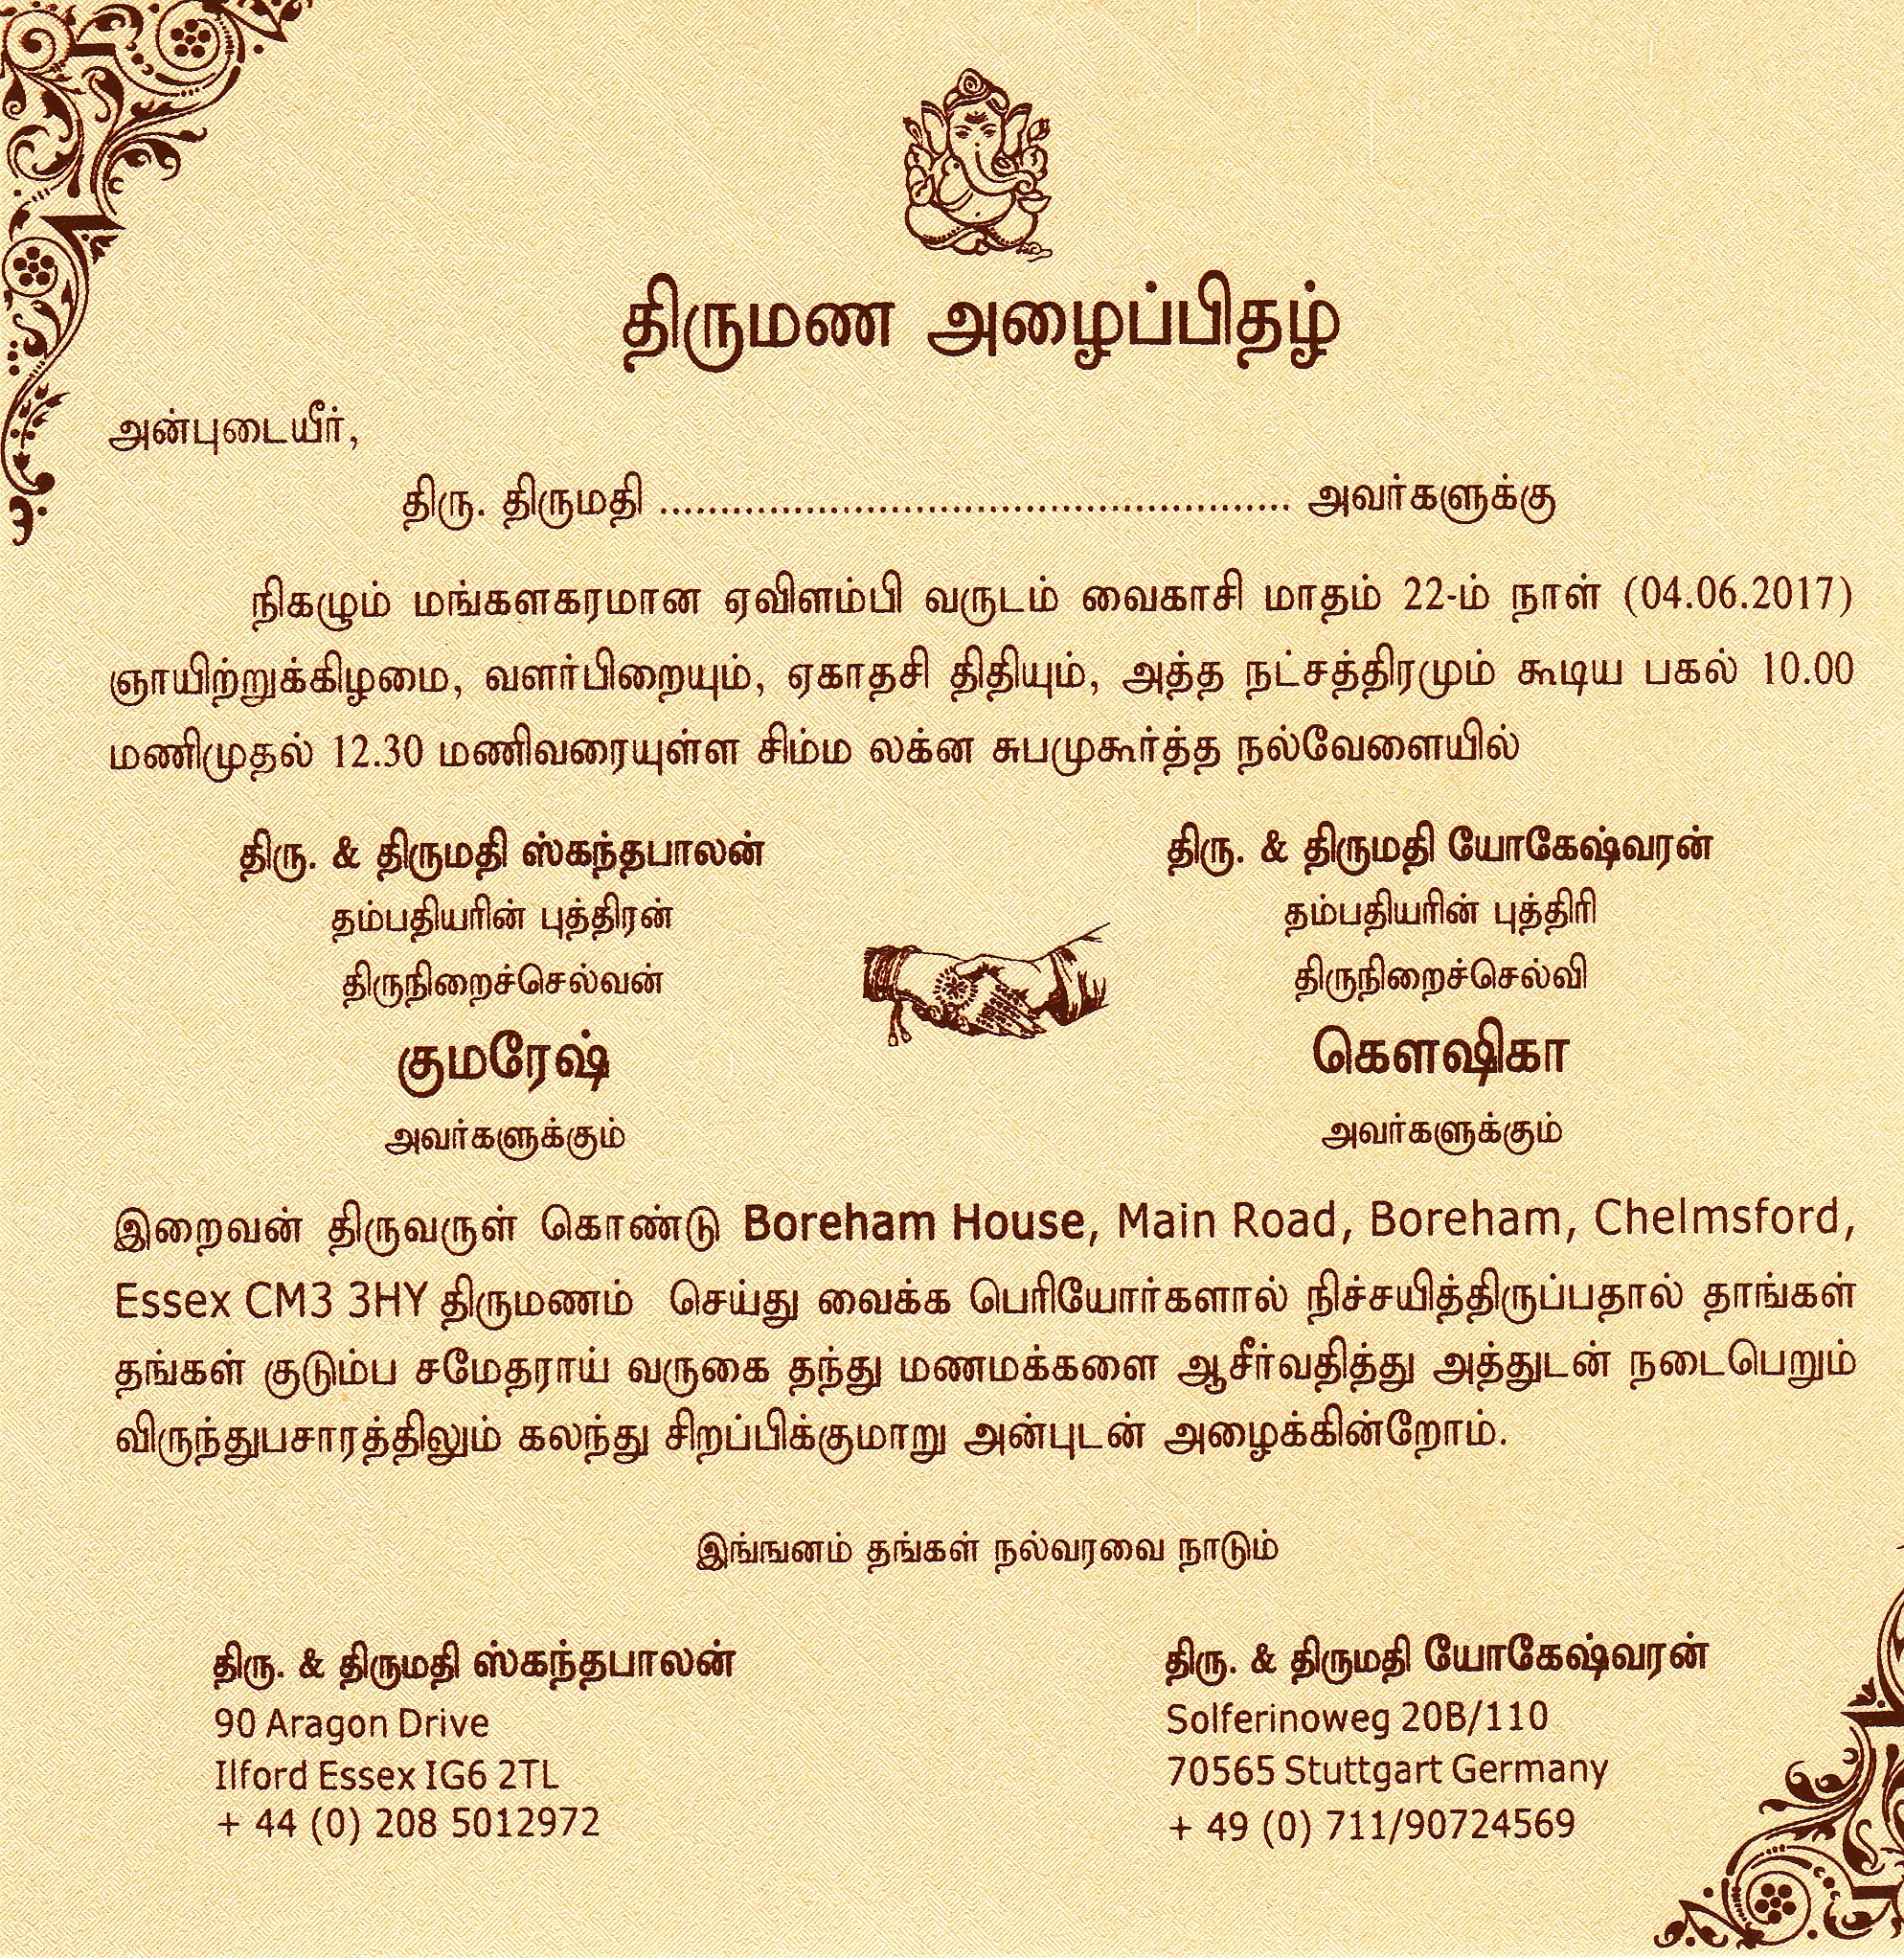 திருமண அழைப்பிதழ்
அன்புடையீர்,
திரு. திருமதி ..................................................... அவர்களுக்கு
நிகழும் மங்களகரமான ஏவிளம்பி வருடம் வைகாசி மாதம் 22-ம் நாள் (04.06.2017)
ஞாயிற்றுக்கிழமை, வளர்பிறையும், ஏகாதசி திதியும், அத்த நட்சத்திரமும் கூடிய பகல் 10.00
மணிமுதல் 12.30 மணிவரையுள்ள சிம்ம லக்ன சுபமுகூர்த்த நல்வேளையில்
திரு. & திருமதி ஸ்கந்தபாலன்
தம்பதியரின் புத்திரன்
திருநிறைச்செல்வன்
குமரேஷ்
அவர்களுக்கும்
திரு. & திருமதி யோகேஷ்வரன்
தம்பதியரின் புத்திரி
திருநிறைச்செல்வி
கௌஷிகா
அவர்களுக்கும்
இறைவன் திருவருள் கொண்டு Boreham House, Main Road, Boreham, Chelmsford,
Essex CM3 3HY திருமணம் செய்து வைக்க பெரியோர்களால் நிச்சயித்திருப்பதால் தாங்கள்
தங்கள் குடும்ப சமேதராய் வருகை தந்து மணமக்களை ஆசீர்வதித்து அத்துடன் நடைபெறும்
விருந்துபசாரத்திலும் கலந்து சிறப்பிக்குமாறு அன்புடன் அழைக்கின்றோம்.
இங்ஙனம் தங்கள் நல்வரவை நாடும்
திரு. & திருமதி ஸ்கந்தபாலன்
90 Aragon Drive
Ilford Essex IG6 2TL
+ 44 (0) 208 5012972
திரு. & திருமதி யோகேஷ்வரன்
Solferinoweg 20B/110
70565 Stuttgart Germany
+ 49 (0) 711/90724569